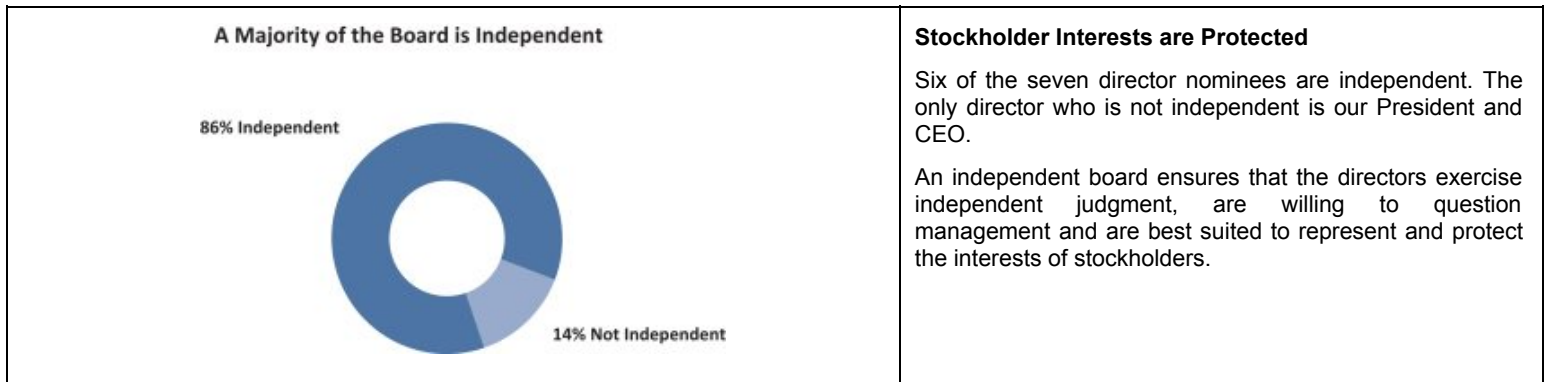 A Majority of the Board is Independent
86% Independent
14% Not Independent
Stockholder Interests are Protected
Six of the seven director nominees are independent. The
only director who is not independent is our President and
CEO.
An independent board ensures that the directors exercise
independent judgment, are willing to question
management and are best suited to represent and protect
the interests of stockholders.